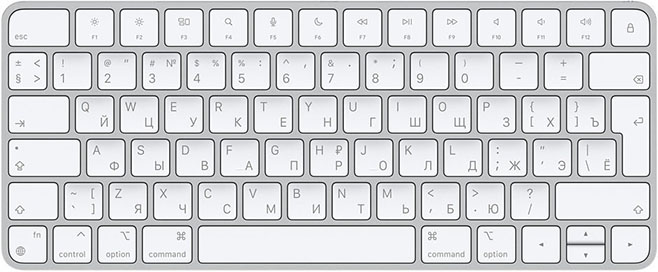 esc F1 F2 F3 F4 F5 F6 F7 F8 F9 F10 F11 F12
± < ! @ " # № $ % % : ^ , & . * ; ( ) _ +
§ > 1 2 3 4 5 6 7 8 9 0 - =
Q W E R T Y U I O P { [ } ]
Й Ц У К Е Н Г Ш Щ З Х Ъ
A S D F G H ₽ J K L : " |
Ф Ы В А П Р О Л Д ; Ж ' Э \ Ё
~ [ Z X C V B N M < > ? 
` ] Я Ч С М И Т Ь , Б . Ю /
fn ⌃ ⌥ ⌘ ⌘ ⌥
control option command command option